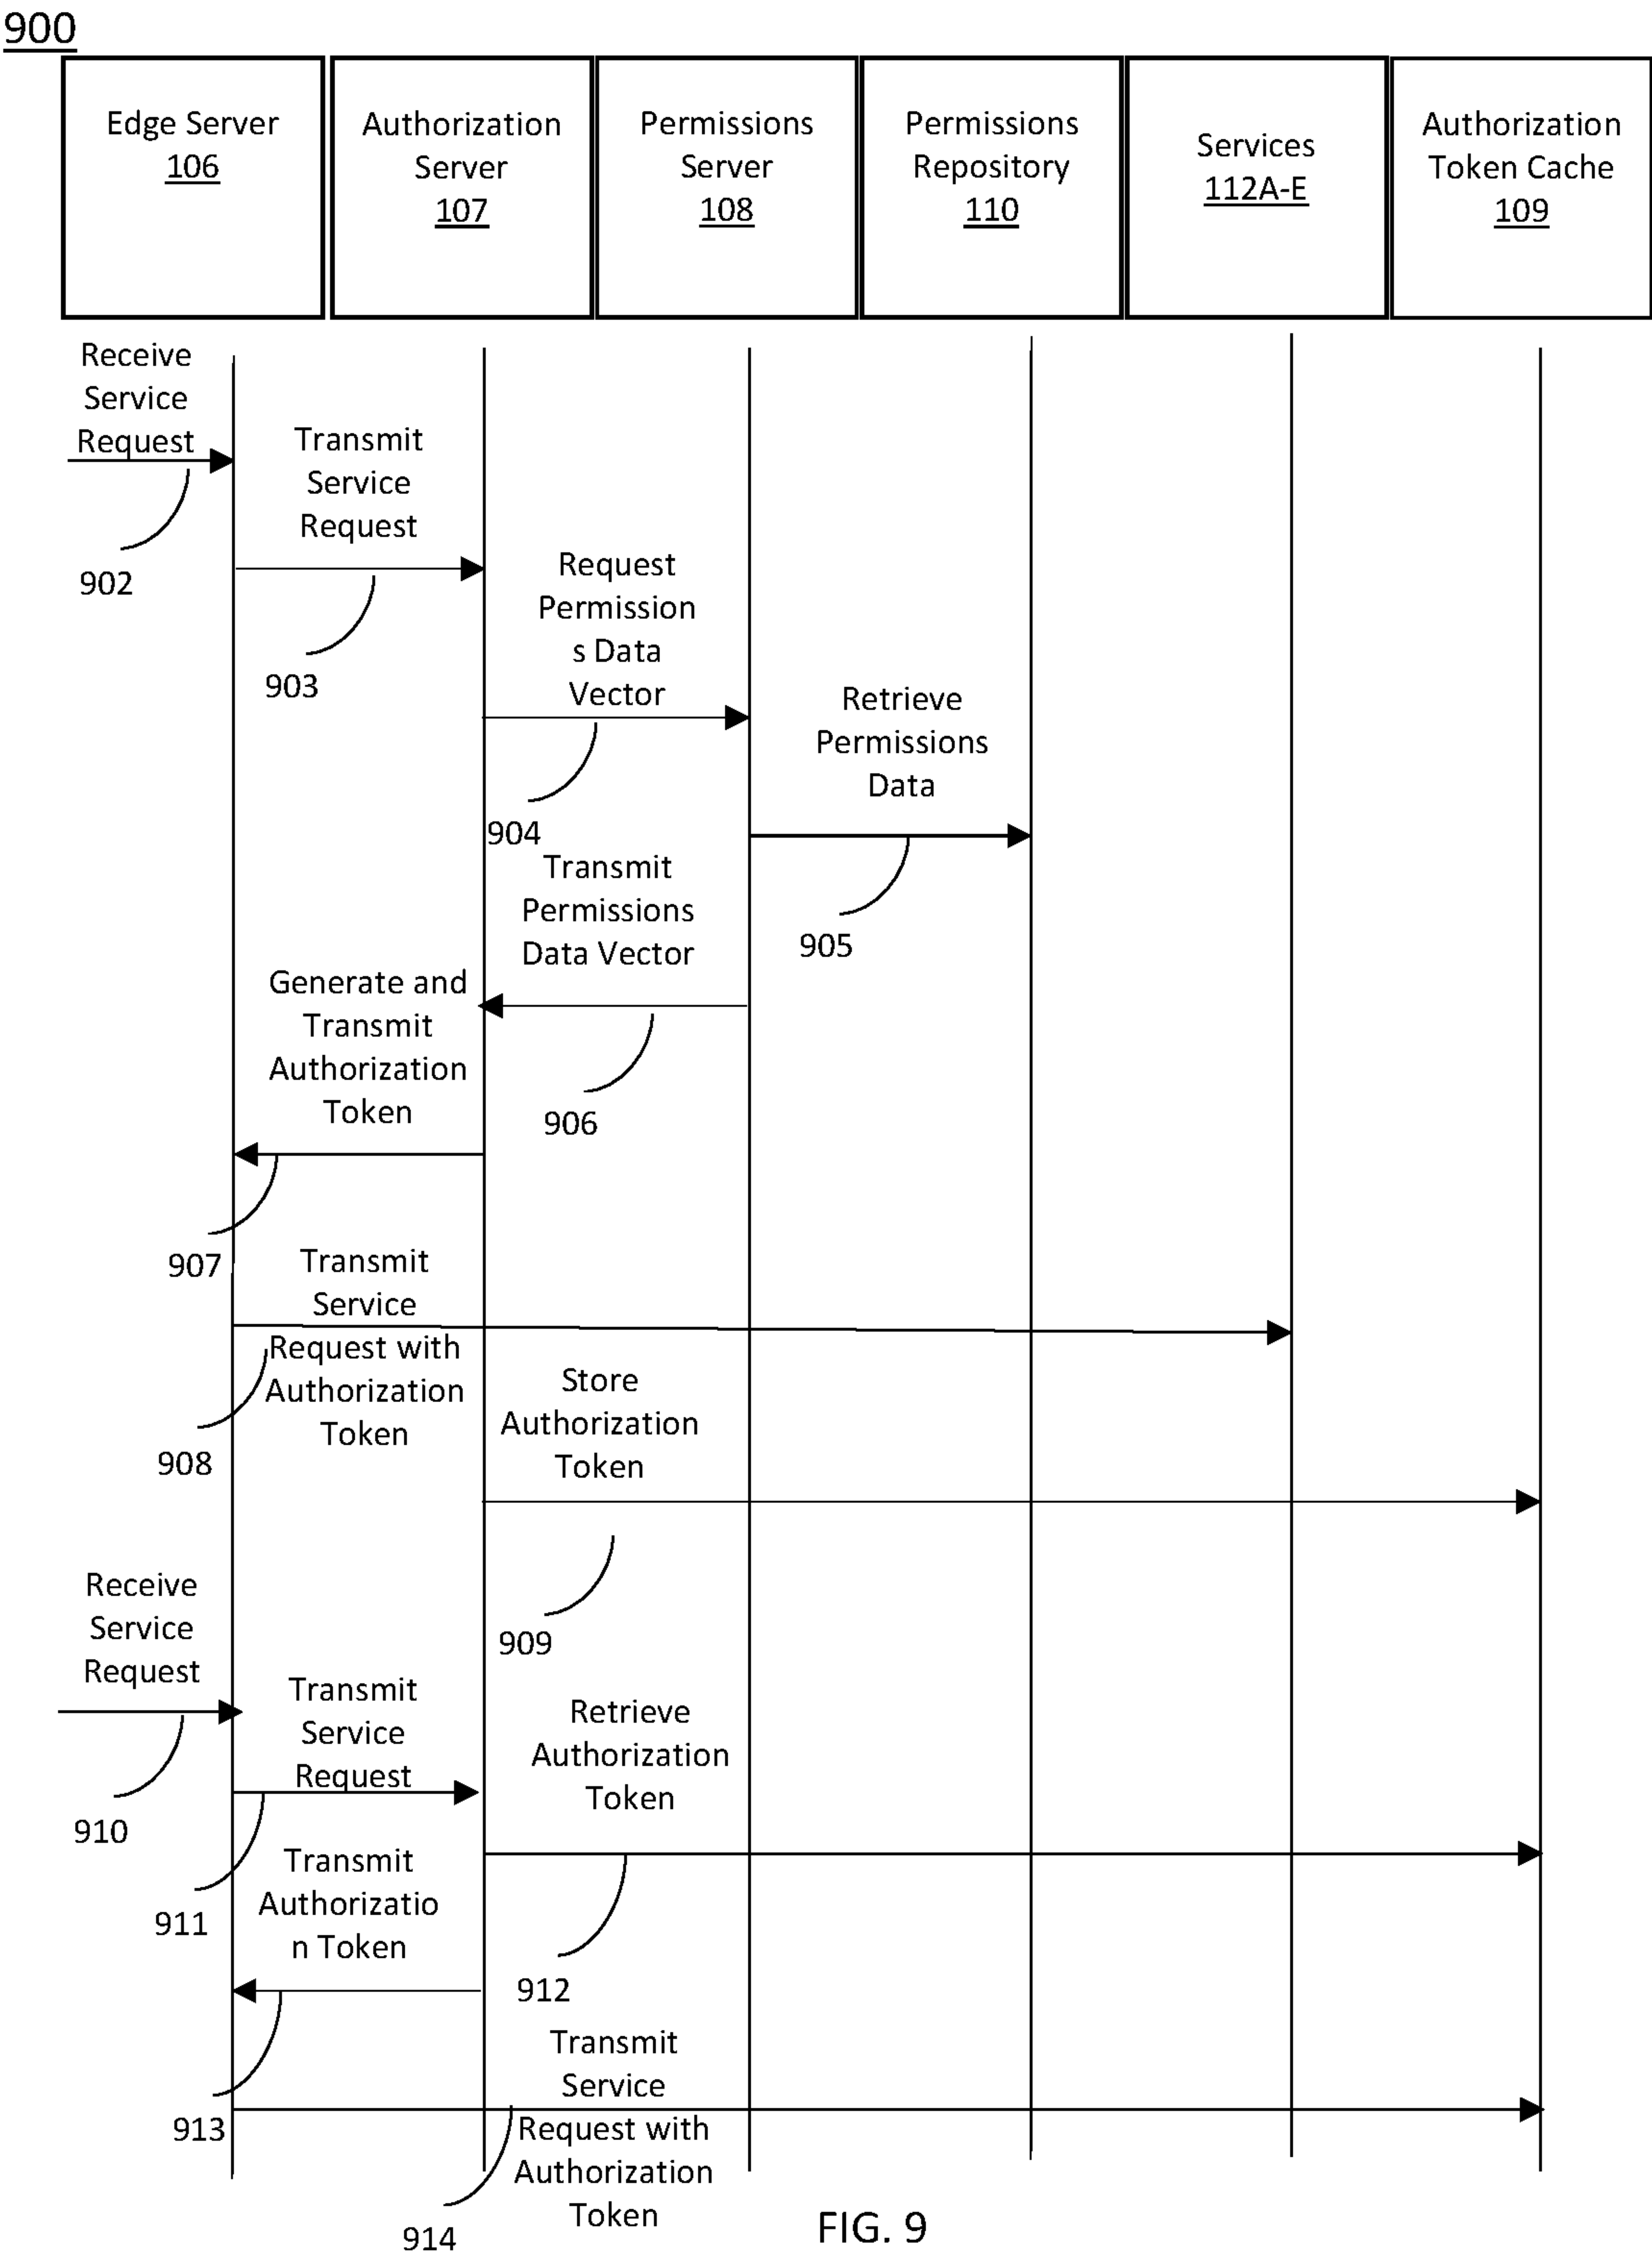 900
Edge Server
106
Authorization
Server
107
Permissions
Server
108
Permissions
Repository
110
Services
112A-E
Authorization
Token Cache
109
Receive
Service
Request
902
Transmit
Service
Request
903
Request
Permission
s Data
Vector
904
Retrieve
Permissions
Data
905
Transmit
Permissions
Data Vector
906
Generate and
Transmit
Authorization
Token
907
Transmit
Service
Request with
Authorization
Token
908
Store
Authorization
Token
909
Receive
Service
Request
910
Transmit
Service
Request
911
Retrieve
Authorization
Token
912
Transmit
Authorizatio
n Token
913
Transmit
Service
Request with
Authorization
Token
914
FIG. 9